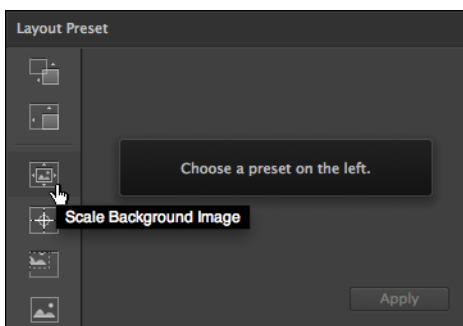 Layout Preset
Choose a preset on the left.
Scale Background Image
Apply